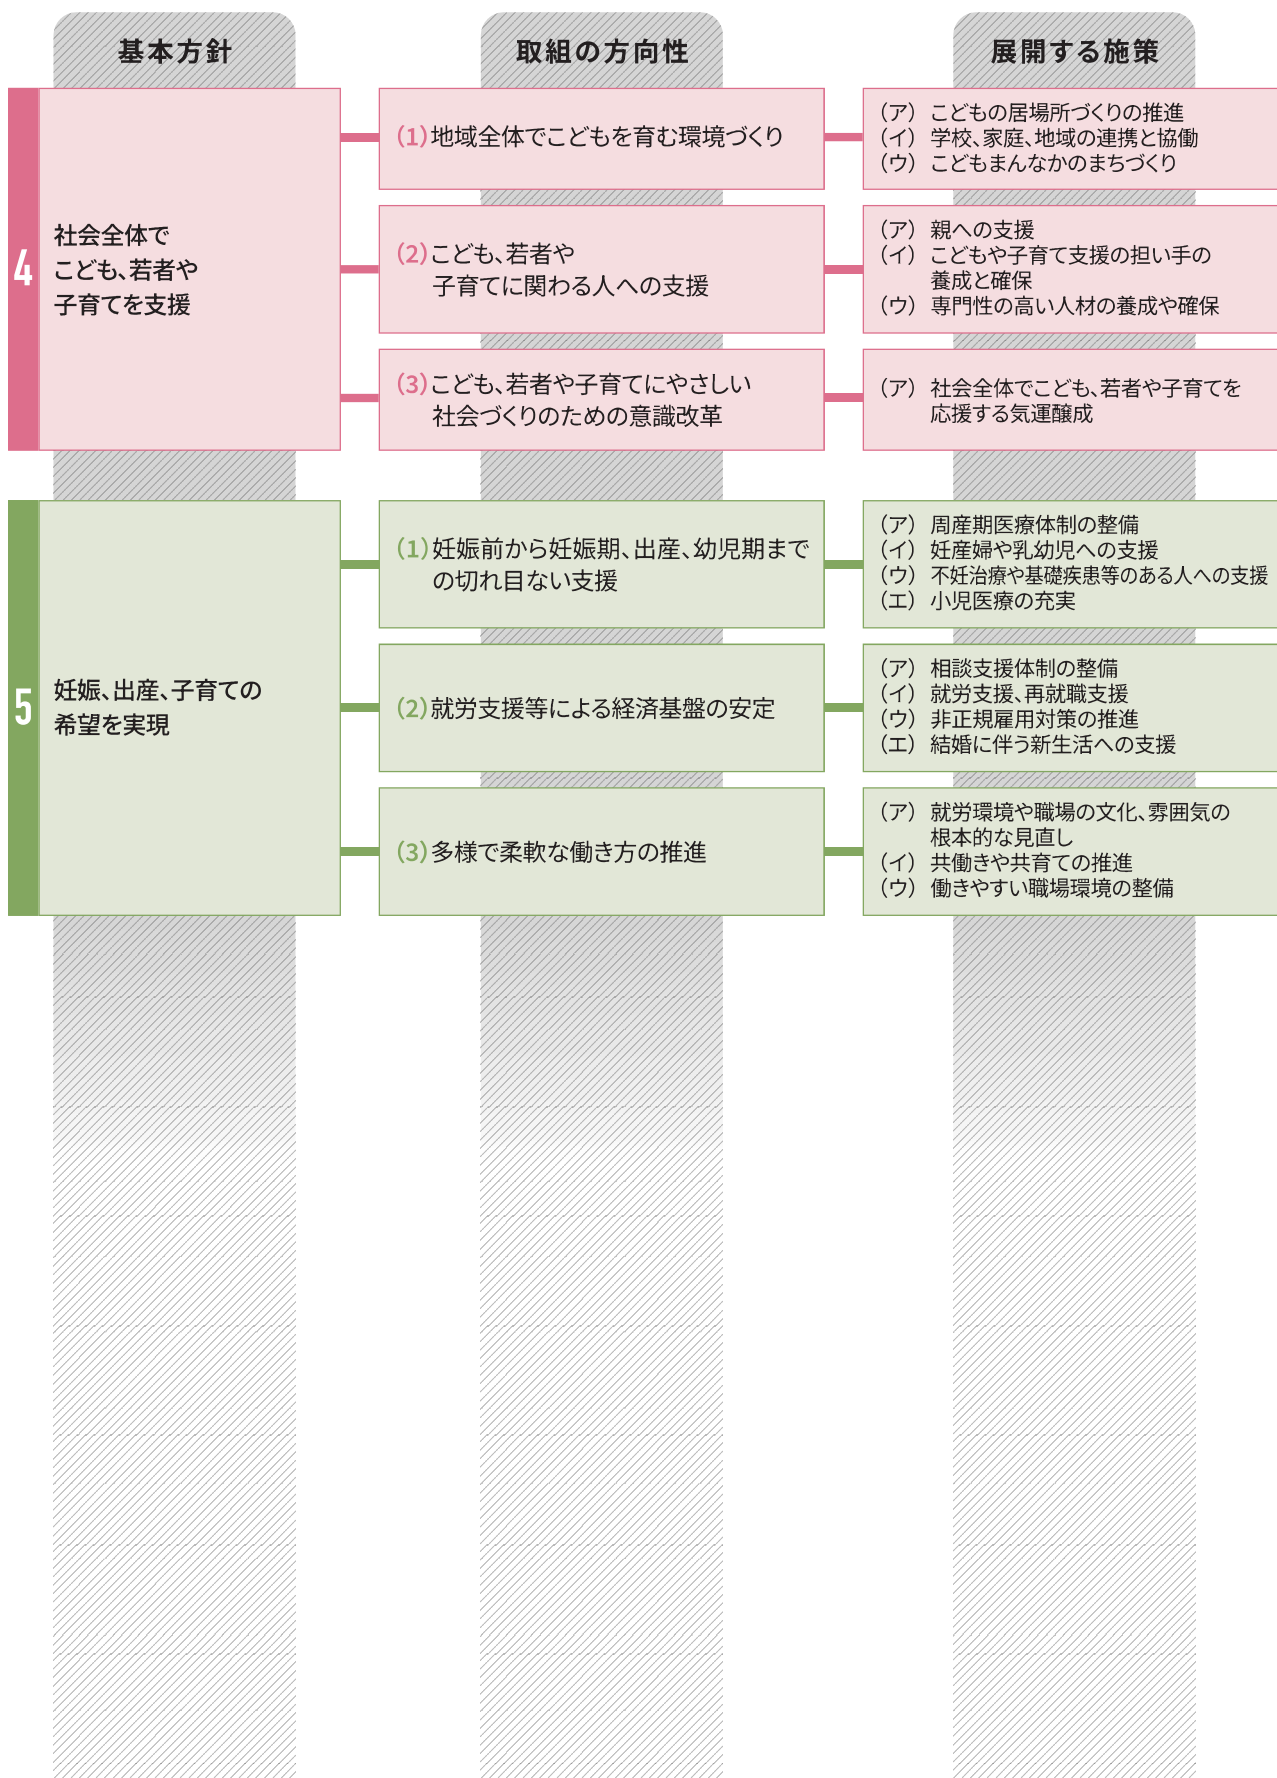 基本方針
取組の方向性
展開する施策
4
社会全体で
こども、若者や
子育てを支援
（1）地域全体でこどもを育む環境づくり
（ア）こどもの居場所づくりの推進
（イ）学校、家庭、地域の連携と協働
（ウ）こどもまんなかのまちづくり
（2）こども、若者や
子育てに関わる人への支援
（ア）親への支援
（イ）こどもや子育て支援の担い手の
養成と確保
（ウ）専門性の高い人材の養成や確保
（3）こども、若者や子育てにやさしい
社会づくりのための意識改革
（ア）社会全体でこども、若者や子育てを
応援する気運醸成
5
妊娠、出産、子育ての
希望を実現
（1）妊娠前から妊娠期、出産、幼児期まで
の切れ目ない支援
（ア）周産期医療体制の整備
（イ）妊産婦や乳幼児への支援
（ウ）不妊治療や基礎疾患等のある人への支援
（エ）小児医療の充実
（2）就労支援等による経済基盤の安定
（ア）相談支援体制の整備
（イ）就労支援、再就職支援
（ウ）非正規雇用対策の推進
（エ）結婚に伴う新生活への支援
（3）多様で柔軟な働き方の推進
（ア）就労環境や職場の文化、雰囲気の
根本的な見直し
（イ）共働きや共育ての推進
（ウ）働きやすい職場環境の整備